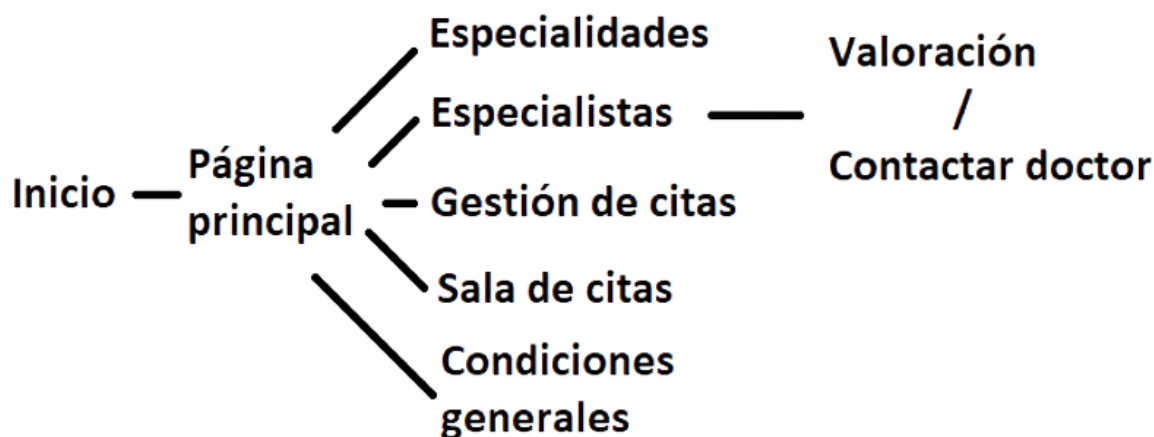 Inicio
Página
principal
Especialidades
Especialistas
Gestión de citas
Sala de citas
Condiciones
generales
Valoración
/
Contactar doctor